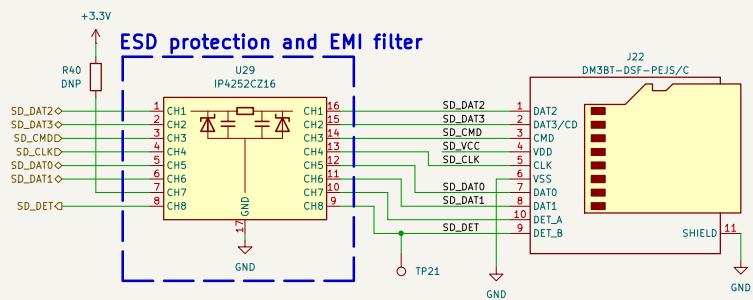 +3.3V
ESD protection and EMI filter
R40
DNP
U29
IP4252CZ16
J22
DM3BT-DSF-PEJS/C
SD_DAT2 1 CH1 CH1 16 SD_DAT2 1 DAT2
SD_DAT3 2 CH2 CH2 15 SD_DAT3 2 DAT3/CD
SD_CMD 3 CH3 CH3 14 SD_CMD 3 CMD
SD_CLK 4 CH4 CH4 13 SD_VCC 4 VDD
SD_DAT0 5 CH5 CH5 12 SD_CLK 5 CLK
SD_DAT1 6 CH6 CH6 11 6 VSS
7 CH7 CH7 10 SD_DAT0 7 DAT0
SD_DET 8 CH8 CH8 9 SD_DAT1 8 DAT1
GND
10 DET_A
17
SD_DET 9 DET_B
SHIELD 11
GND
TP21
GND
GND